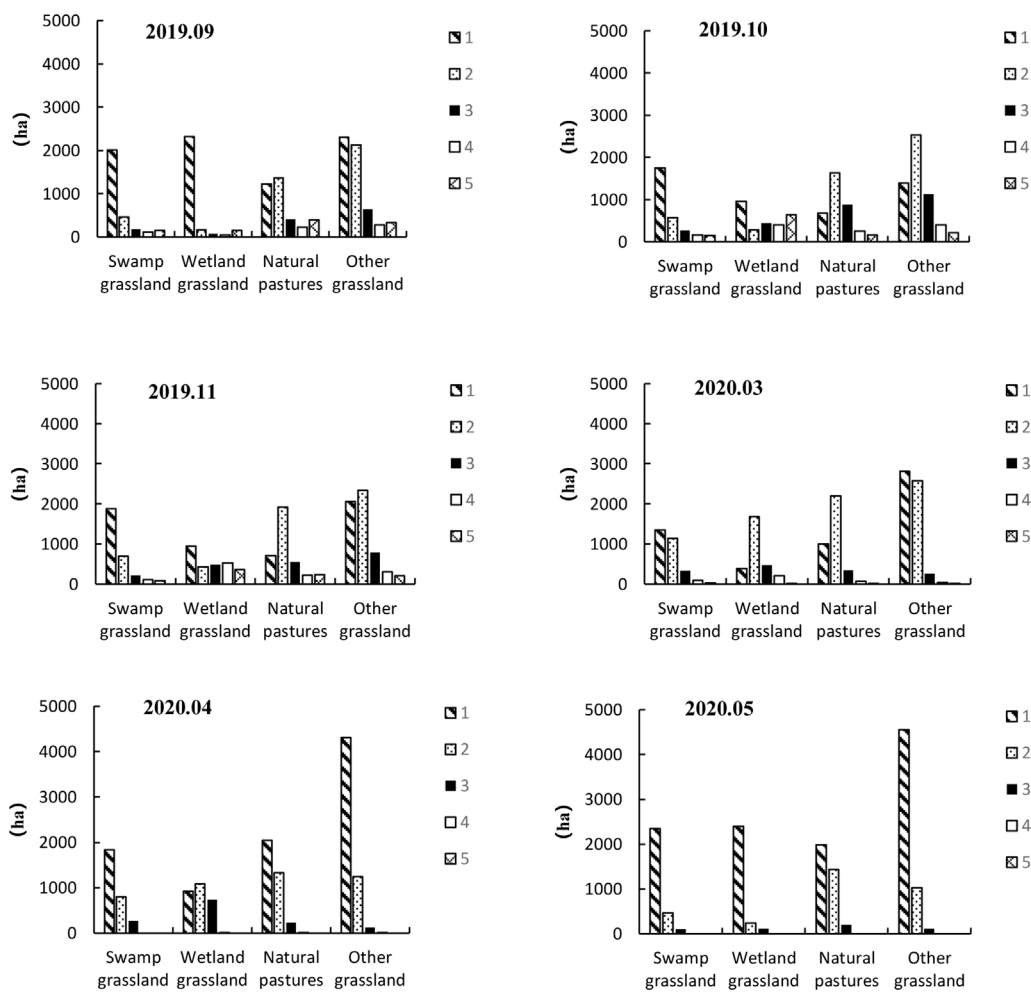 2019.09
5000
4000
3000
2000
1000
0
(ha)
Swamp grassland
Wetland grassland
Natural pastures
Other grassland
1
2
3
4
5
2019.10
5000
4000
3000
2000
1000
0
(ha)
Swamp grassland
Wetland grassland
Natural pastures
Other grassland
1
2
3
4
5
2019.11
5000
4000
3000
2000
1000
0
(ha)
Swamp grassland
Wetland grassland
Natural pastures
Other grassland
1
2
3
4
5
2020.03
5000
4000
3000
2000
1000
0
(ha)
Swamp grassland
Wetland grassland
Natural pastures
Other grassland
1
2
3
4
5
2020.04
5000
4000
3000
2000
1000
0
(ha)
Swamp grassland
Wetland grassland
Natural pastures
Other grassland
1
2
3
4
5
2020.05
5000
4000
3000
2000
1000
0
(ha)
Swamp grassland
Wetland grassland
Natural pastures
Other grassland
1
2
3
4
5